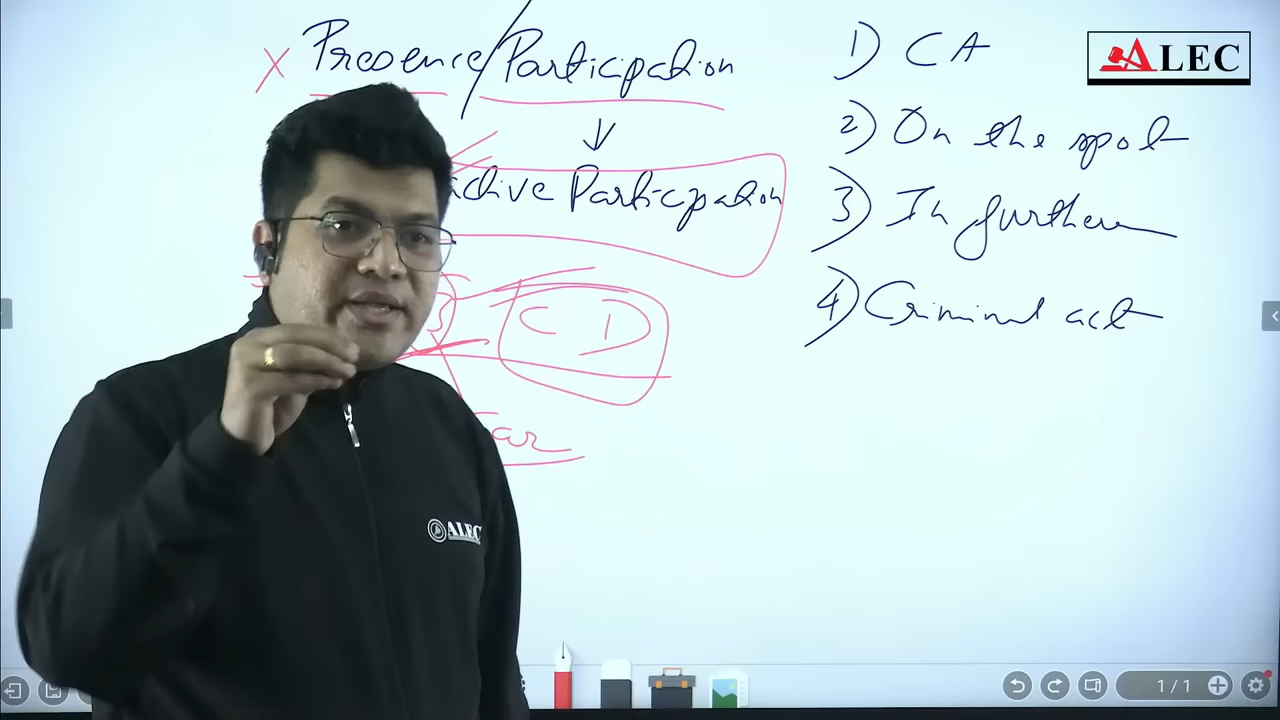 X Presence/Participation
active Participation
C D
1) CA
2) On the spot
3) In further
4) Criminal act
ALEC
ALEC
1/1